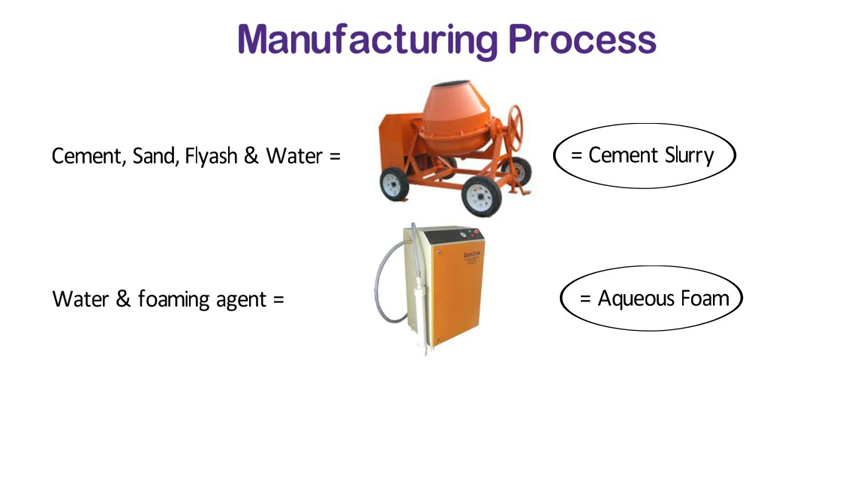 Manufacturing Process
Cement, Sand, Flyash & Water =
= Cement Slurry
Water & foaming agent =
= Aqueous Foam